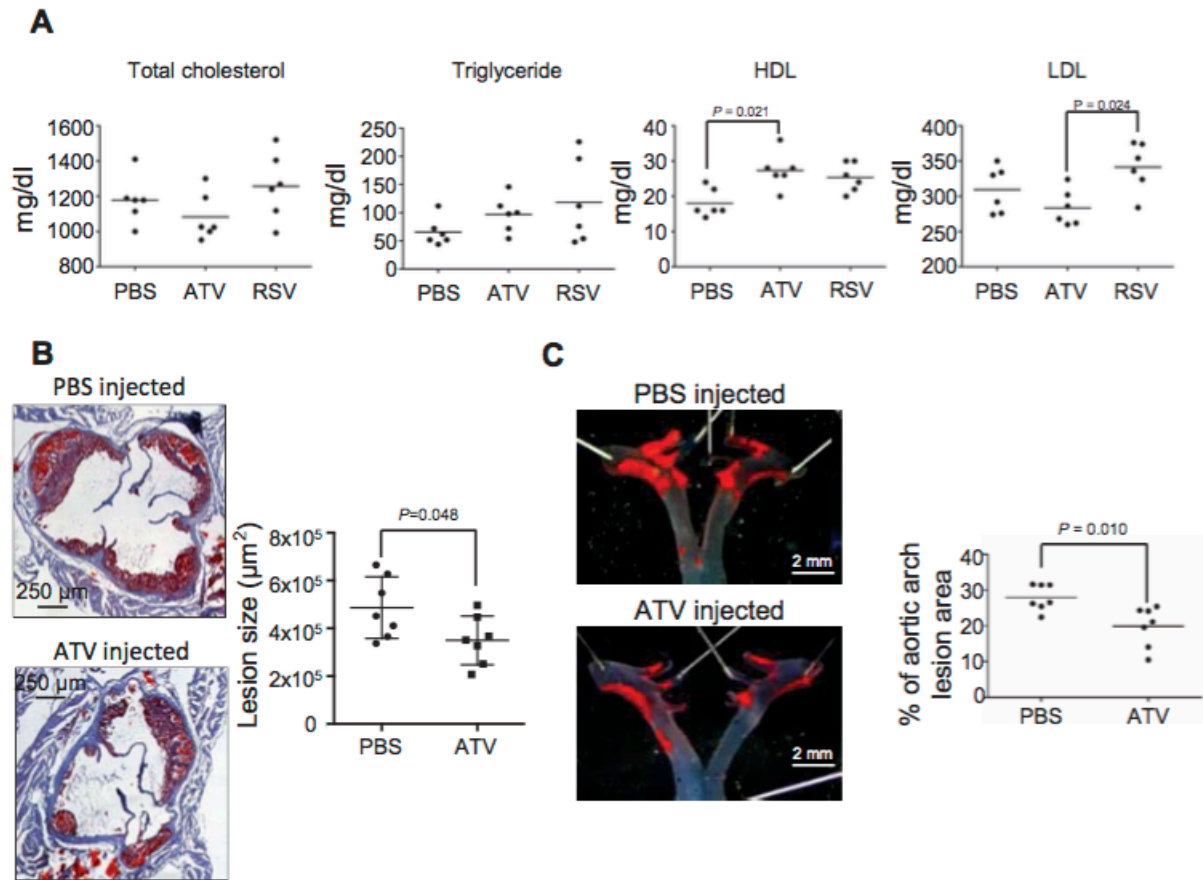 A
Total cholesterol
mg/dl
1600
1400
1200
1000
800
PBS ATV RSV
Triglyceride
mg/dl
250
200
150
100
50
0
PBS ATV RSV
HDL
P = 0.021
mg/dl
40
30
20
10
0
PBS ATV RSV
LDL
P = 0.024
mg/dl
400
350
300
250
200
PBS ATV RSV
B
PBS injected
250 µm
ATV injected
250 µm
P=0.048
Lesion size (µm²)
8x10⁵
6x10⁵
4x10⁵
2x10⁵
0
PBS ATV
C
PBS injected
2 mm
ATV injected
2 mm
P = 0.010
% of aortic arch
lesion area
40
30
20
10
0
PBS ATV